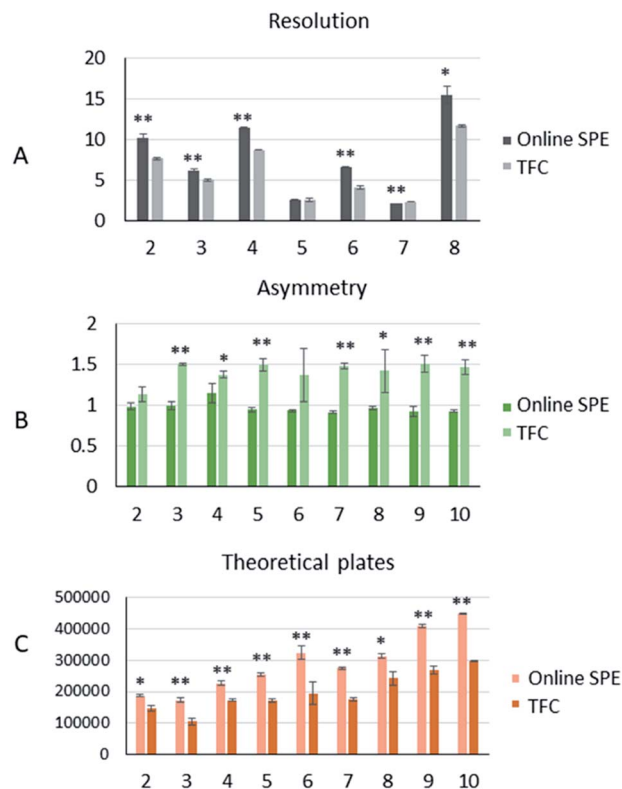 Resolution
A
20
15
10
5
0
** ** ** ** ** *
2 3 4 5 6 7 8
Online SPE
TFC
Asymmetry
B
2
1.5
1
0.5
0
** * ** ** * ** **
2 3 4 5 6 7 8 9 10
Online SPE
TFC
Theoretical plates
C
500000
400000
300000
200000
100000
0
* ** ** ** ** ** * ** **
2 3 4 5 6 7 8 9 10
Online SPE
TFC